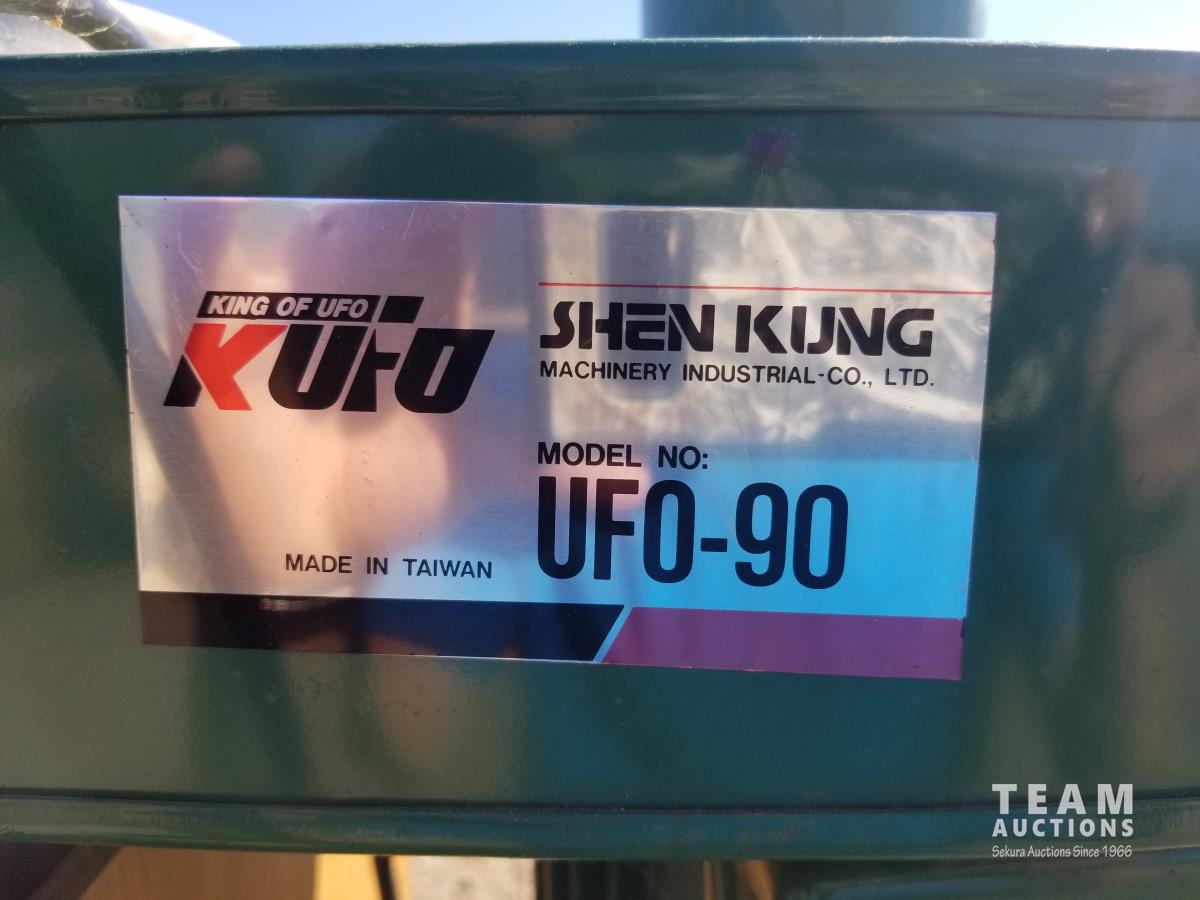 KING OF UFO
KUFO
SHEN KUNG
MACHINERY INDUSTRIAL-CO., LTD.
MODEL NO:
UFO-90
MADE IN TAIWAN
TEAM
AUCTIONS
Sekura Auctions Since 1966